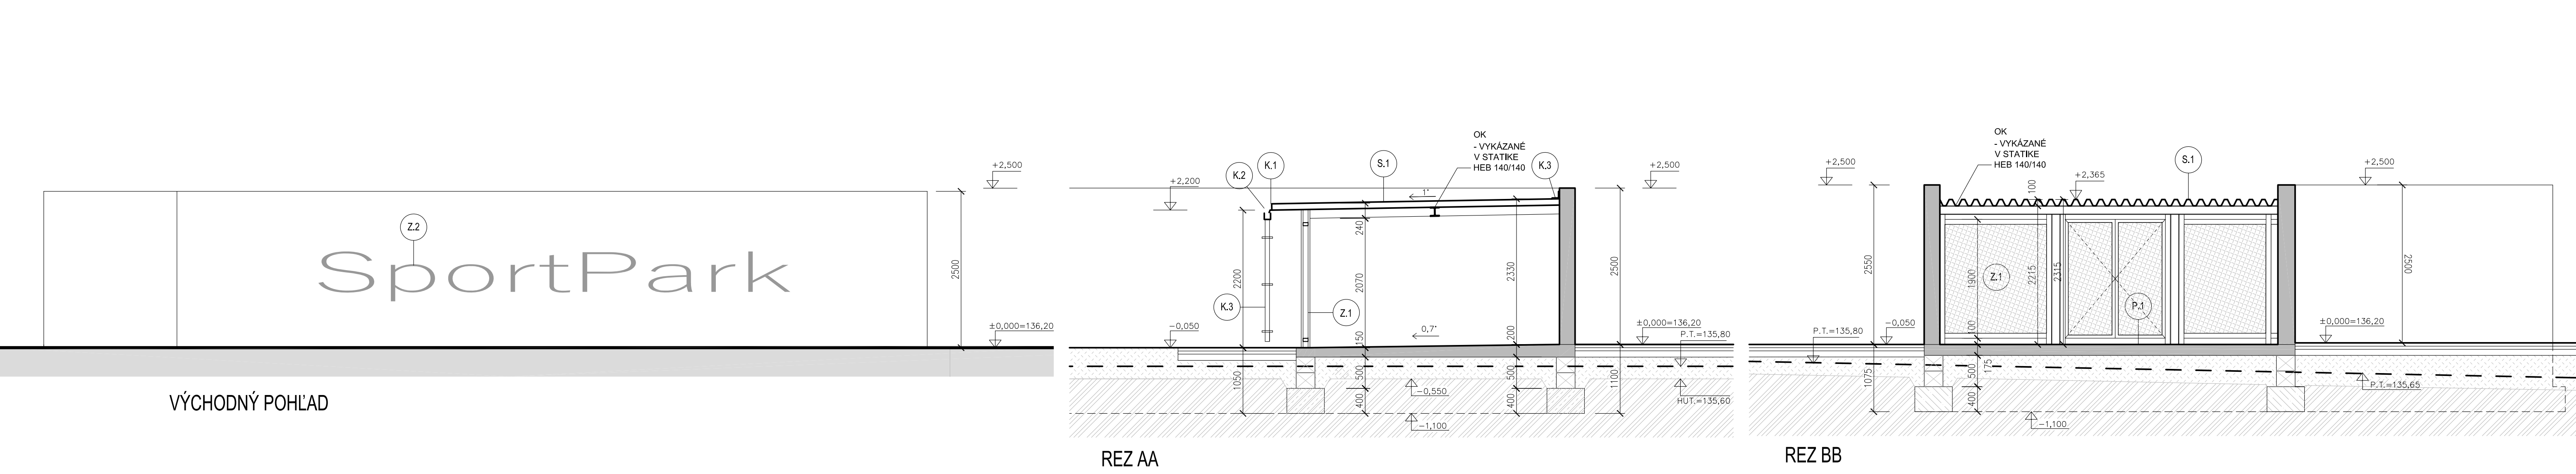 +2,500
Z.2
SportPark
2500
±0,000=136,20
VÝCHODNÝ POHĽAD
OK
- VYKÁZANÉ
V STATIKE
HEB 140/140
K.1
K.2
S.1
K.3
+2,500
+2,200
1°
240
2200
2070
2330
2500
K.3
Z.1
0,7°
-0,050
150
200
±0,000=136,20
P.T.=135,80
1050
500
500
1100
-0,550
400
400
HUT.=135,60
-1,100
REZ AA
OK
- VYKÁZANÉ
V STATIKE
HEB 140/140
S.1
+2,500
+2,500
+2,365
100
2550
1900
2215
2315
2500
Z.1
P.1
P.T.=135,80
-0,050
100
±0,000=136,20
1075
500
175
400
P.T.=135,65
-1,100
REZ BB